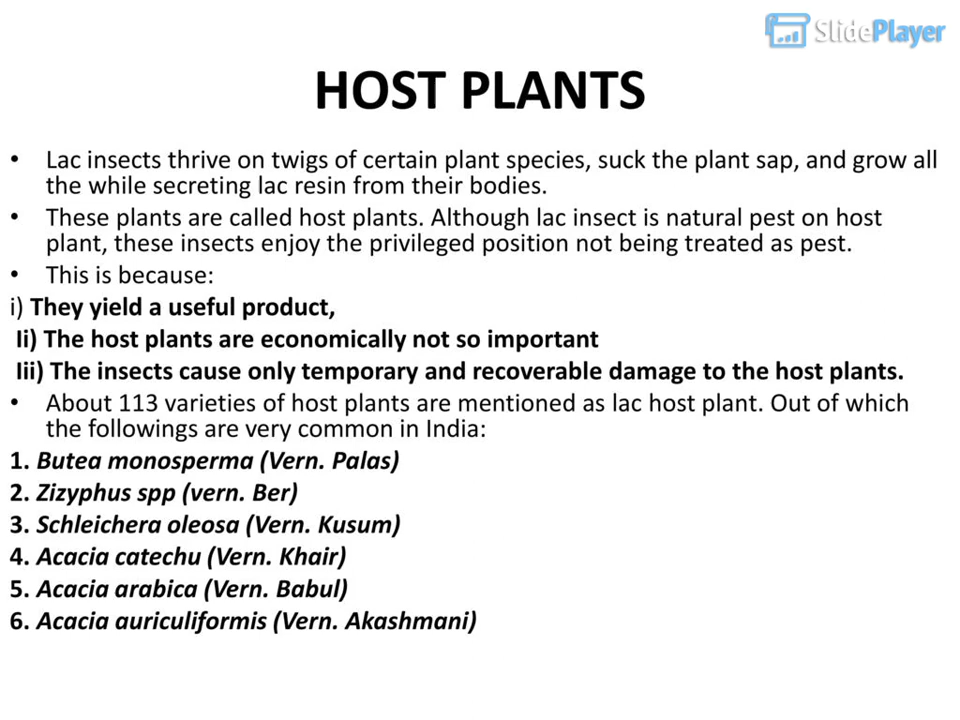 SlidePlayer
HOST PLANTS
• Lac insects thrive on twigs of certain plant species, suck the plant sap, and grow all
the while secreting lac resin from their bodies.
• These plants are called host plants. Although lac insect is natural pest on host
plant, these insects enjoy the privileged position not being treated as pest.
• This is because:
i) They yield a useful product,
Ii) The host plants are economically not so important
Iii) The insects cause only temporary and recoverable damage to the host plants.
• About 113 varieties of host plants are mentioned as lac host plant. Out of which
the followings are very common in India:
1. Butea monosperma (Vern. Palas)
2. Zizyphus spp (vern. Ber)
3. Schleichera oleosa (Vern. Kusum)
4. Acacia catechu (Vern. Khair)
5. Acacia arabica (Vern. Babul)
6. Acacia auriculiformis (Vern. Akashmani)